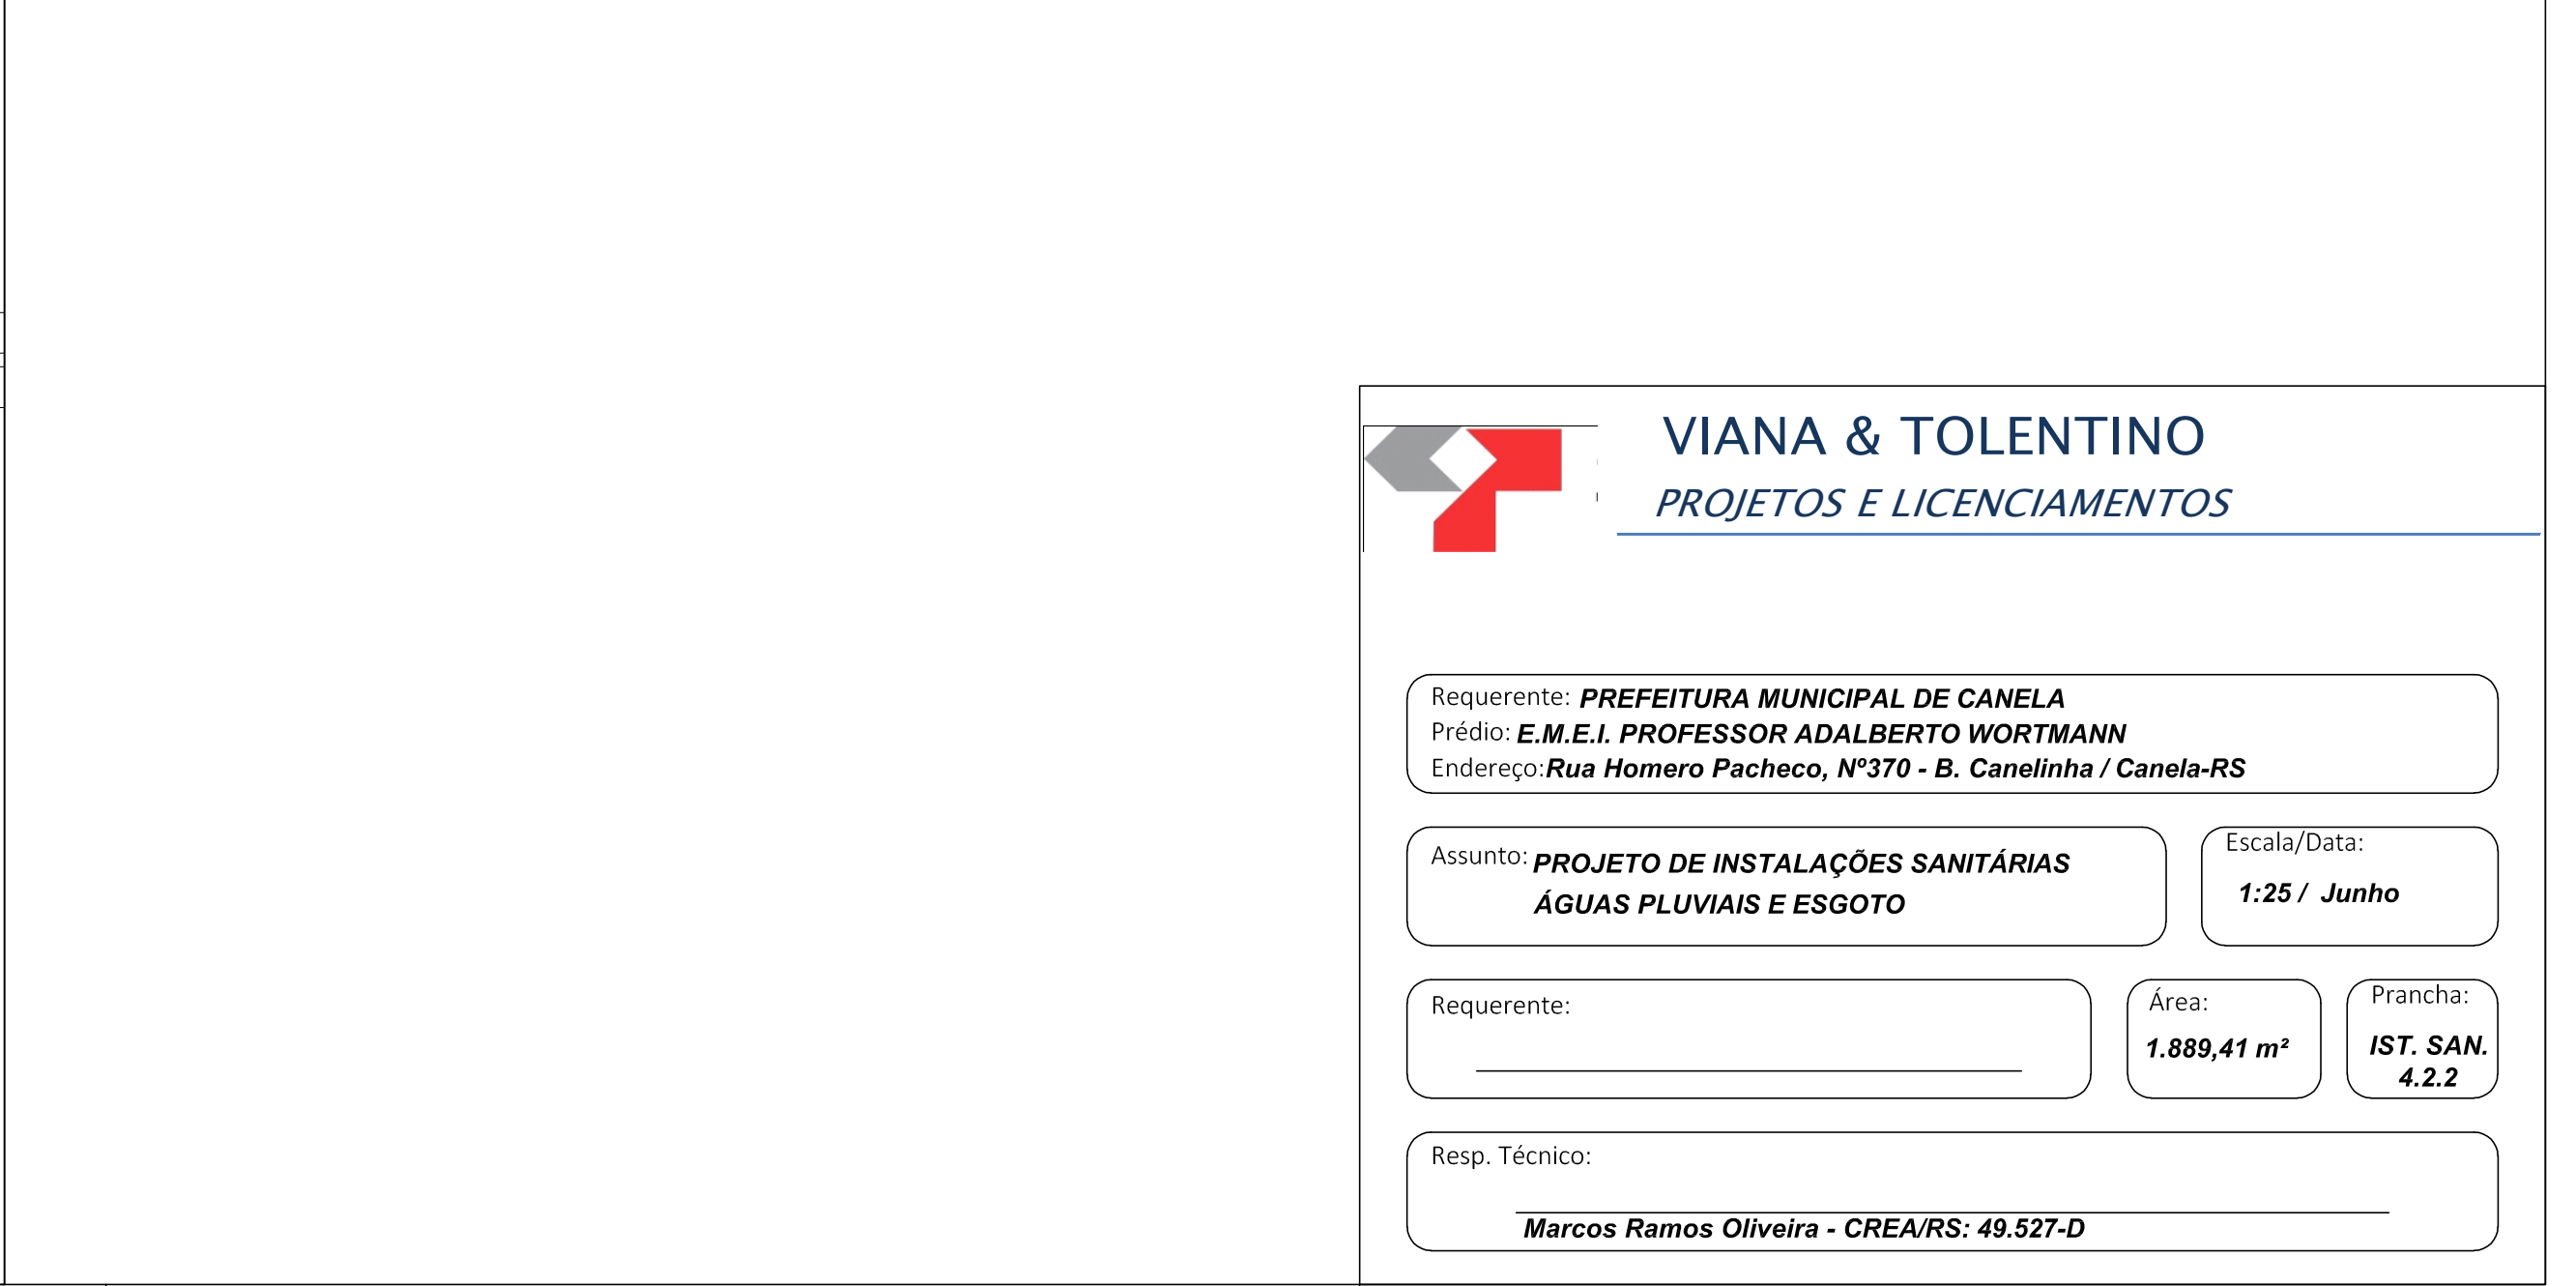 VIANA & TOLENTINO
PROJETOS E LICENCIAMENTOS
Requerente: PREFEITURA MUNICIPAL DE CANELA
Prédio: E.M.E.I. PROFESSOR ADALBERTO WORTMANN
Endereço:Rua Homero Pacheco, Nº370 - B. Canelinha / Canela-RS
Assunto: PROJETO DE INSTALAÇÕES SANITÁRIAS
ÁGUAS PLUVIAIS E ESGOTO
Escala/Data:
1:25 / Junho
Requerente:
Área:
1.889,41 m²
Prancha:
IST. SAN.
4.2.2
Resp. Técnico:
Marcos Ramos Oliveira - CREA/RS: 49.527-D